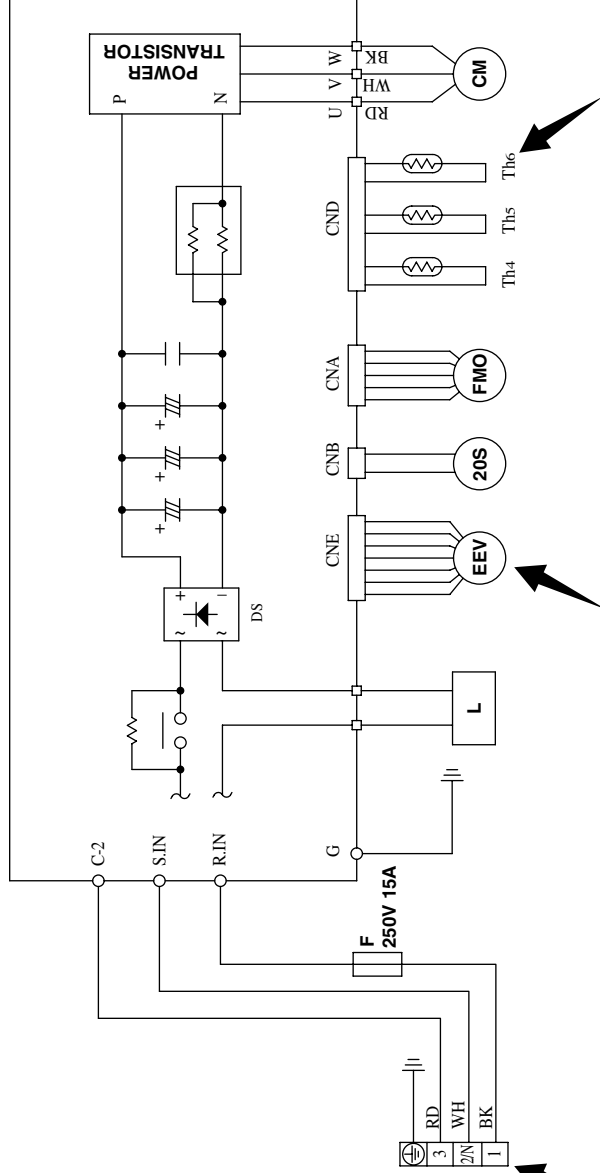 POWER
TRANSISTOR
P
N
W
V
U
BK
WH
RD
CM
CND
Th6
Th5
Th4
CNA
FMO
CNB
20S
CNE
EEV
+
+
+
+
−
~
~
DS
L
C-2
S.IN
R.IN
G
F
250V 15A
RD
WH
BK
3
2/N
1